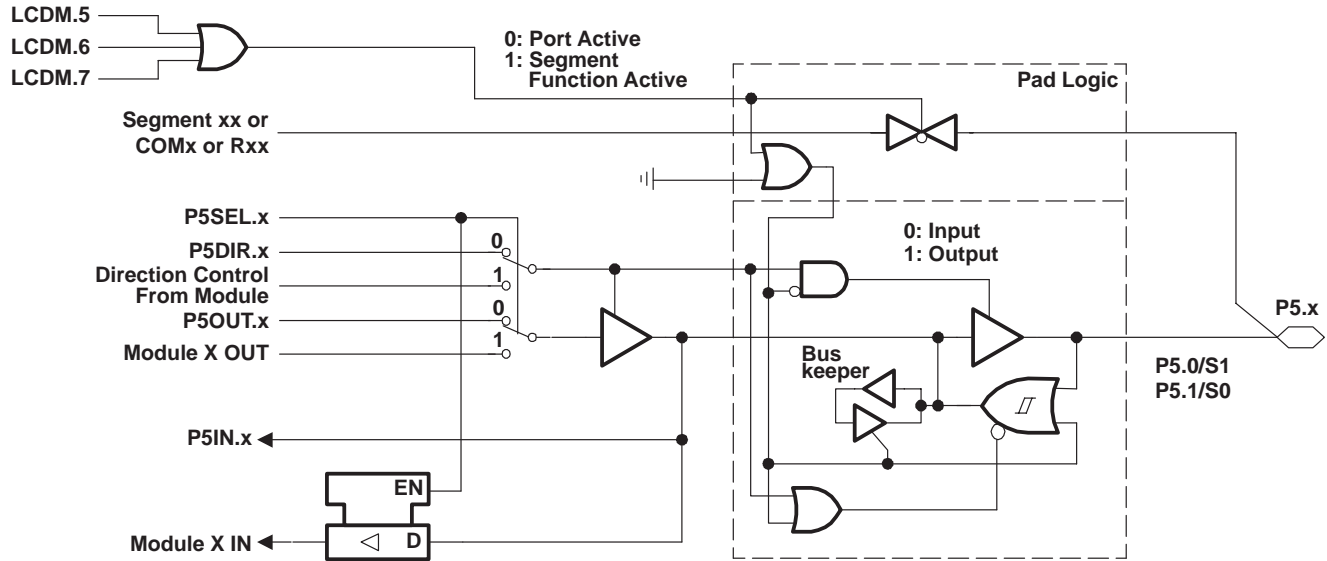 LCDM.5
LCDM.6
LCDM.7
0: Port Active
1: Segment
Function Active
Pad Logic
Segment xx or
COMx or Rxx
P5SEL.x
0: Input
1: Output
P5DIR.x
0
Direction Control
From Module
1
P5OUT.x
0
Module X OUT
1
P5.x
Bus
keeper
P5.0/S1
P5.1/S0
P5IN.x
EN
D
Module X IN